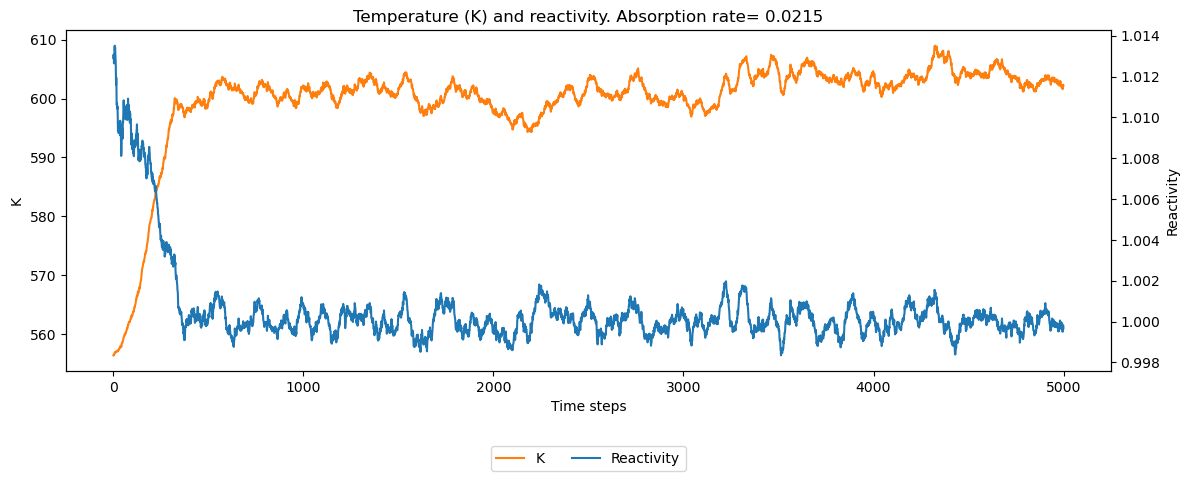 Temperature (K) and reactivity. Absorption rate= 0.0215
610
600
590
580
570
560
K
1.014
1.012
1.010
1.008
1.006
1.004
1.002
1.000
0.998
Reactivity
0 1000 2000 3000 4000 5000
Time steps
K Reactivity